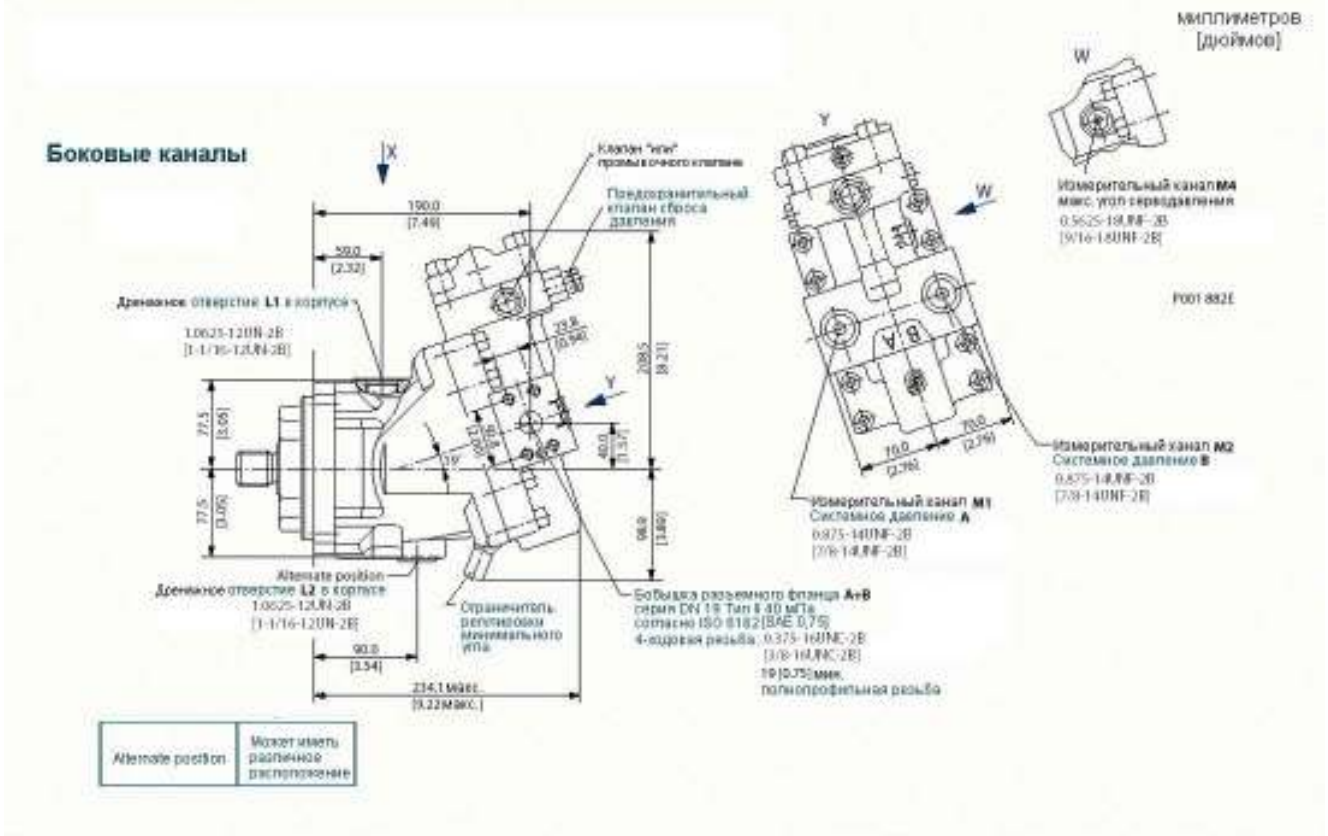 миллиметров
[дюймов]
W
Y
Боковые каналы
X
Клапан "или"
промывочного клапана
Предохранительный
клапан сброса
давления
W
Измерительный канал M4
макс. угол серводавления
0.5625-18UNF-2B
[9/16-18UNF-2B]
190.0
[7.48]
59.0
[2.32]
Дренажное отверстие L1 в корпусе
1.0625-12UN-2B
[1-1/16-12UN-2B]
P001 882E
23.8
[0.94]
208.5
[8.21]
Y
B A
77.5
[3.05]
40.0
[1.57]
19°
70.0
[2.76]
70.0
[2.76]
Измерительный канал M2
Системное давление B
0.875-14UNF-2B
[7/8-14UNF-2B]
77.5
[3.05]
98.8
[3.89]
Измерительный канал M1
Системное давление A
0.875-14UNF-2B
[7/8-14UNF-2B]
Alternate position
Дренажное отверстие L2 в корпусе
1.0625-12UN-2B
[1-1/16-12UN-2B]
Ограничитель
минимального
угла
Бобышка разъемного фланца A+B
серия DN 19 Тип II 40 мПа
согласно ISO 6162 [SAE 0,75]
4-ходовая резьба: 0.375-16UNC-2B
[3/8-16UNC-2B]
19 [0.75] мин.
полнопрофильная резьба
90.0
[3.54]
234.1 макс.
[9.22 макс.]
Alternate position
Может иметь
различное
расположение